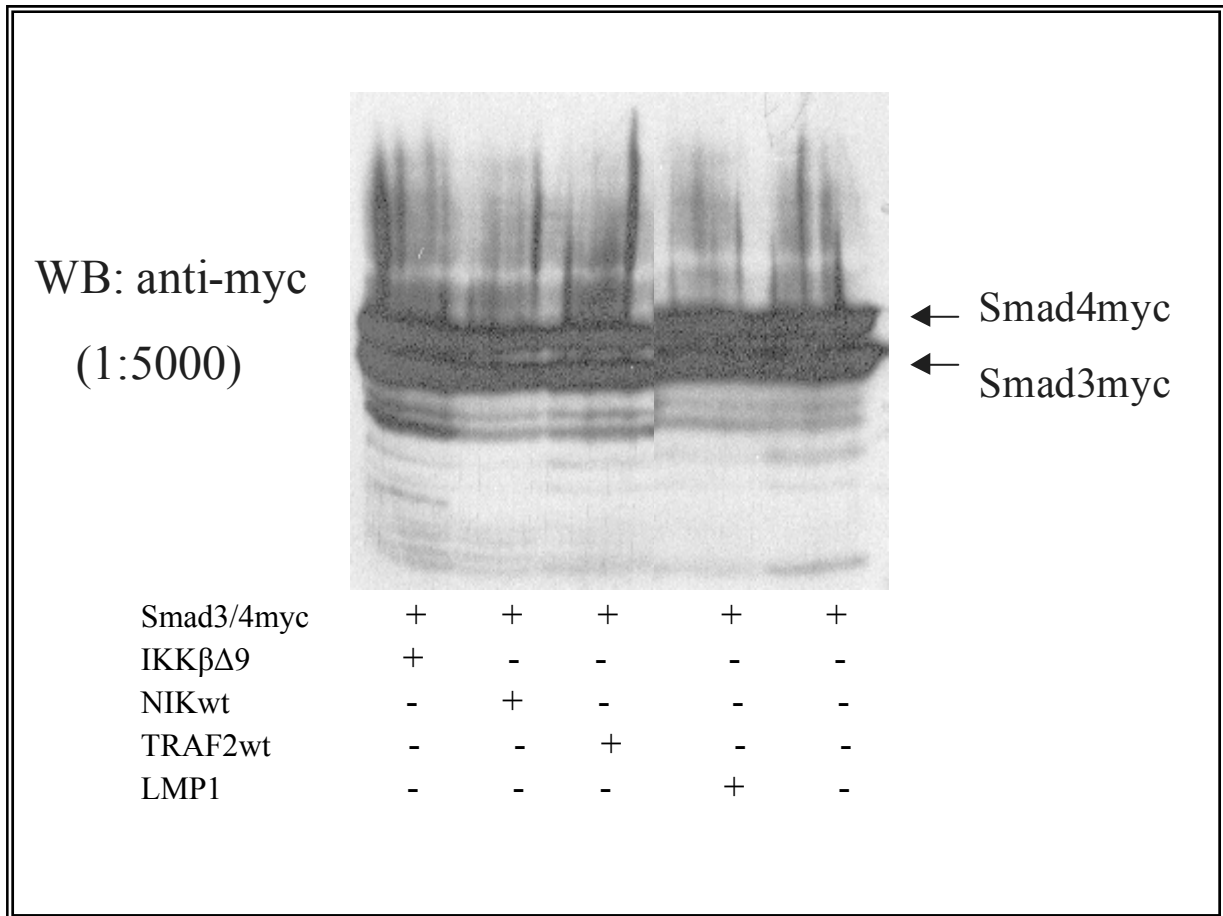 WB: anti-myc
(1:5000)
Smad4myc
Smad3myc
Smad3/4myc + + + + +
IKKβΔ9 + - - - -
NIKwt - + - - -
TRAF2wt - - + - -
LMP1 - - - + -